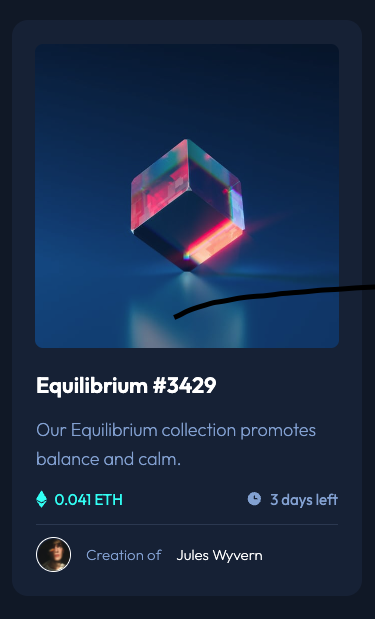 Equilibrium #3429
Our Equilibrium collection promotes
balance and calm.
0.041 ETH
3 days left
Creation of Jules Wyvern